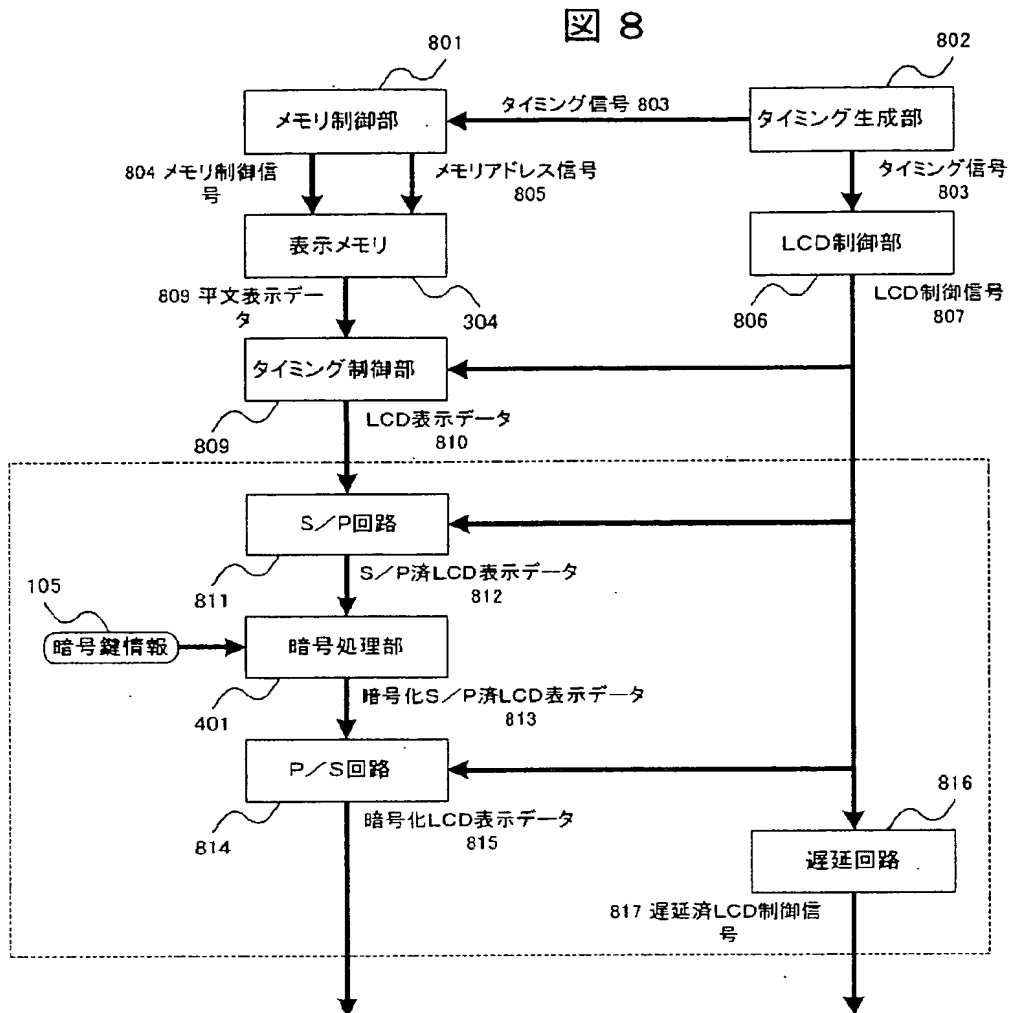 図 8
801
802
メモリ制御部
タイミング信号 803
タイミング生成部
804 メモリ制御信
号
メモリアドレス信号
805
タイミング信号
803
表示メモリ
LCD制御部
809 平文表示デー
タ
304
806
LCD制御信号
807
タイミング制御部
809
LCD表示データ
810
S/P回路
811
S/P済LCD表示データ
812
105
暗号鍵情報
暗号処理部
401
暗号化S/P済LCD表示データ
813
P/S回路
814
暗号化LCD表示データ
815
816
遅延回路
817 遅延済LCD制御信
号